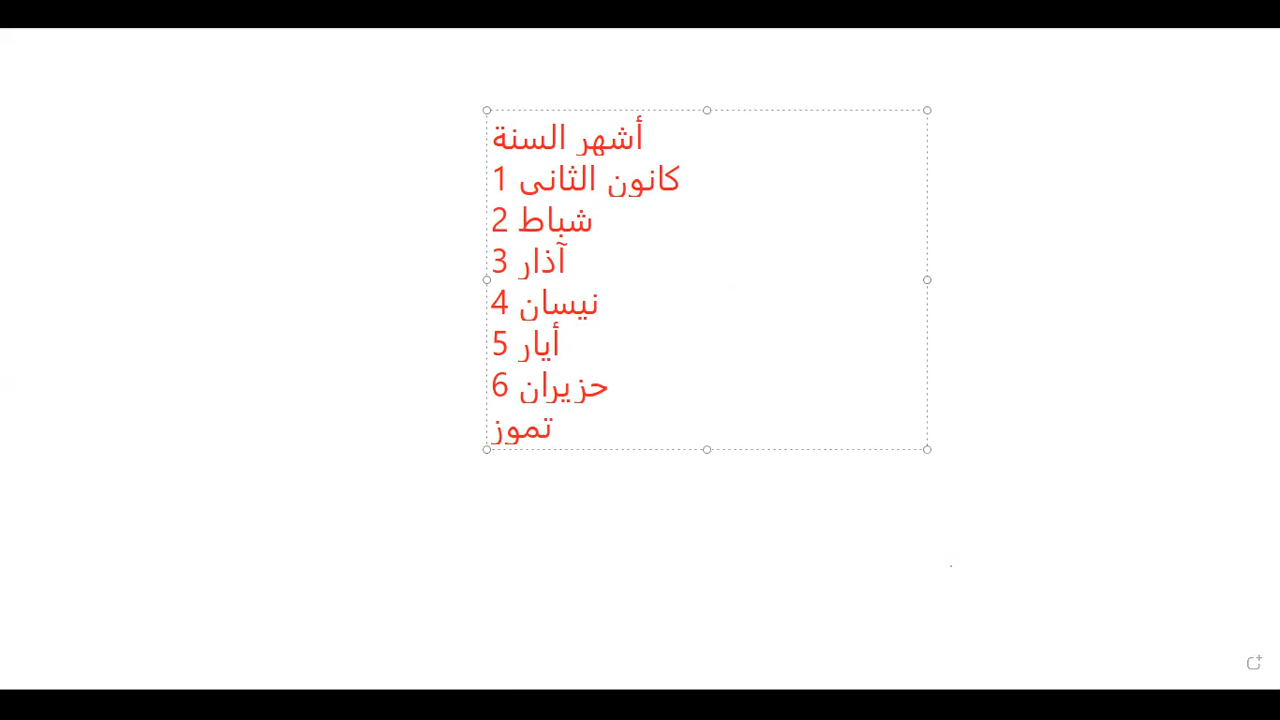 أشهر السنة
كانون الثانى 1
شباط 2
آذار 3
نيسان 4
أيار 5
حزيران 6
تموز